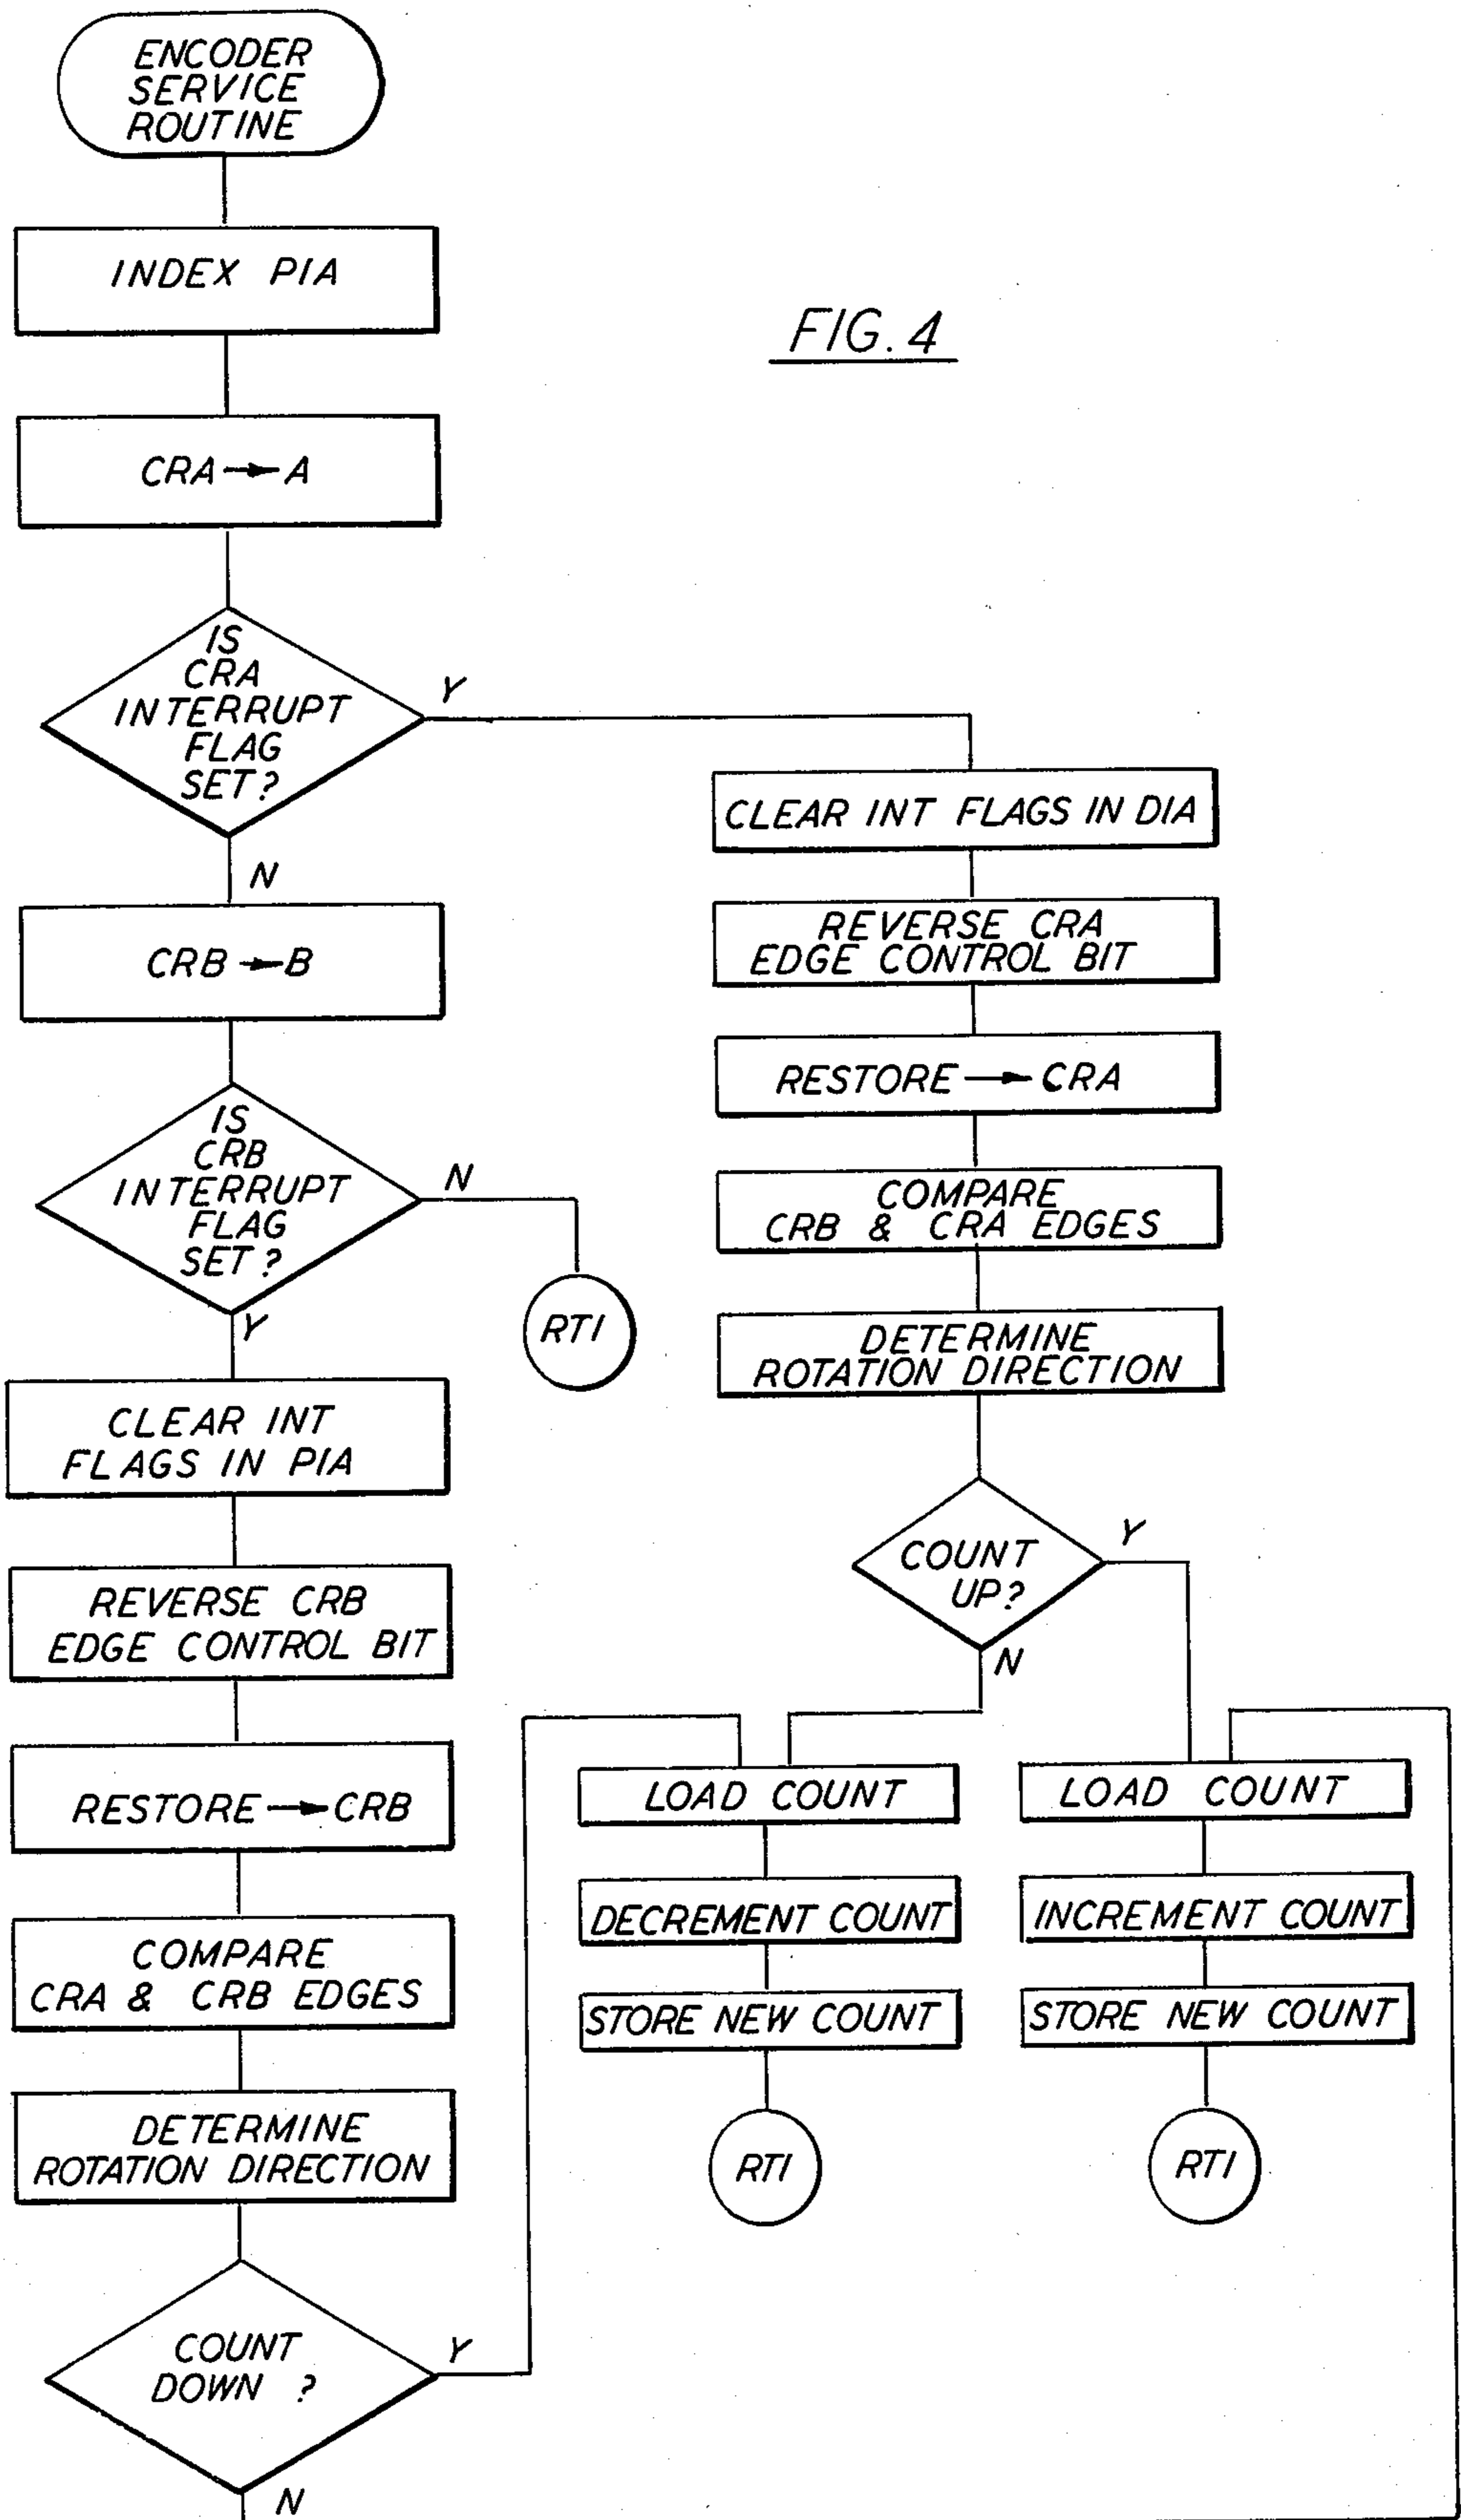 ENCODER
SERVICE
ROUTINE
INDEX PIA
FIG. 4
CRA → A
IS
CRA
INTERRUPT
FLAG
SET?
Y
N
CLEAR INT FLAGS IN DIA
REVERSE CRA
EDGE CONTROL BIT
RESTORE → CRA
COMPARE
CRB & CRA EDGES
DETERMINE
ROTATION DIRECTION
COUNT
UP?
Y
N
CRB → B
IS
CRB
INTERRUPT
FLAG
SET?
N
RTI
Y
CLEAR INT
FLAGS IN PIA
REVERSE CRB
EDGE CONTROL BIT
RESTORE → CRB
COMPARE
CRA & CRB EDGES
DETERMINE
ROTATION DIRECTION
COUNT
DOWN ?
Y
N
LOAD COUNT
DECREMENT COUNT
STORE NEW COUNT
RTI
LOAD COUNT
INCREMENT COUNT
STORE NEW COUNT
RTI